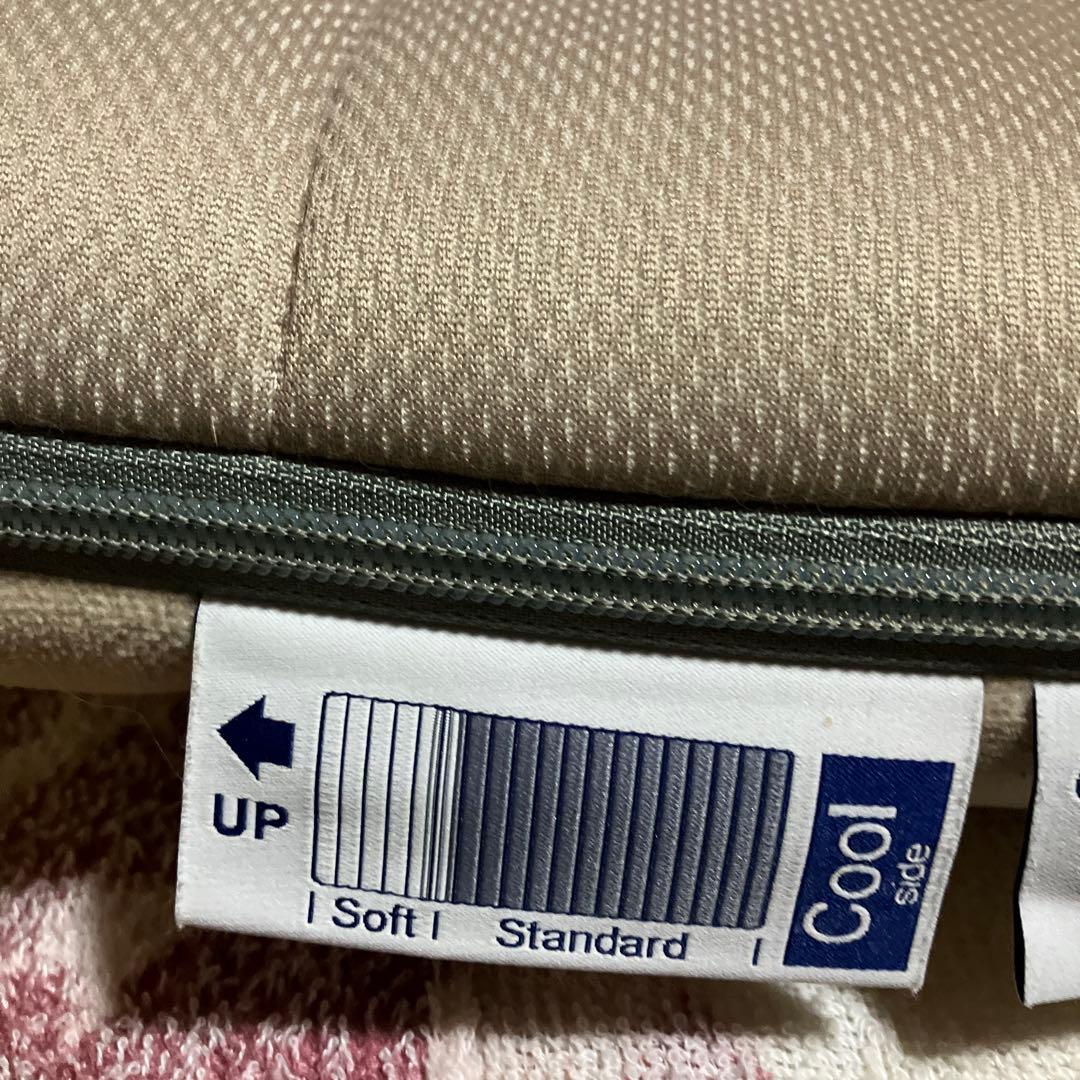 UP
| Soft | Standard |
Cool
side